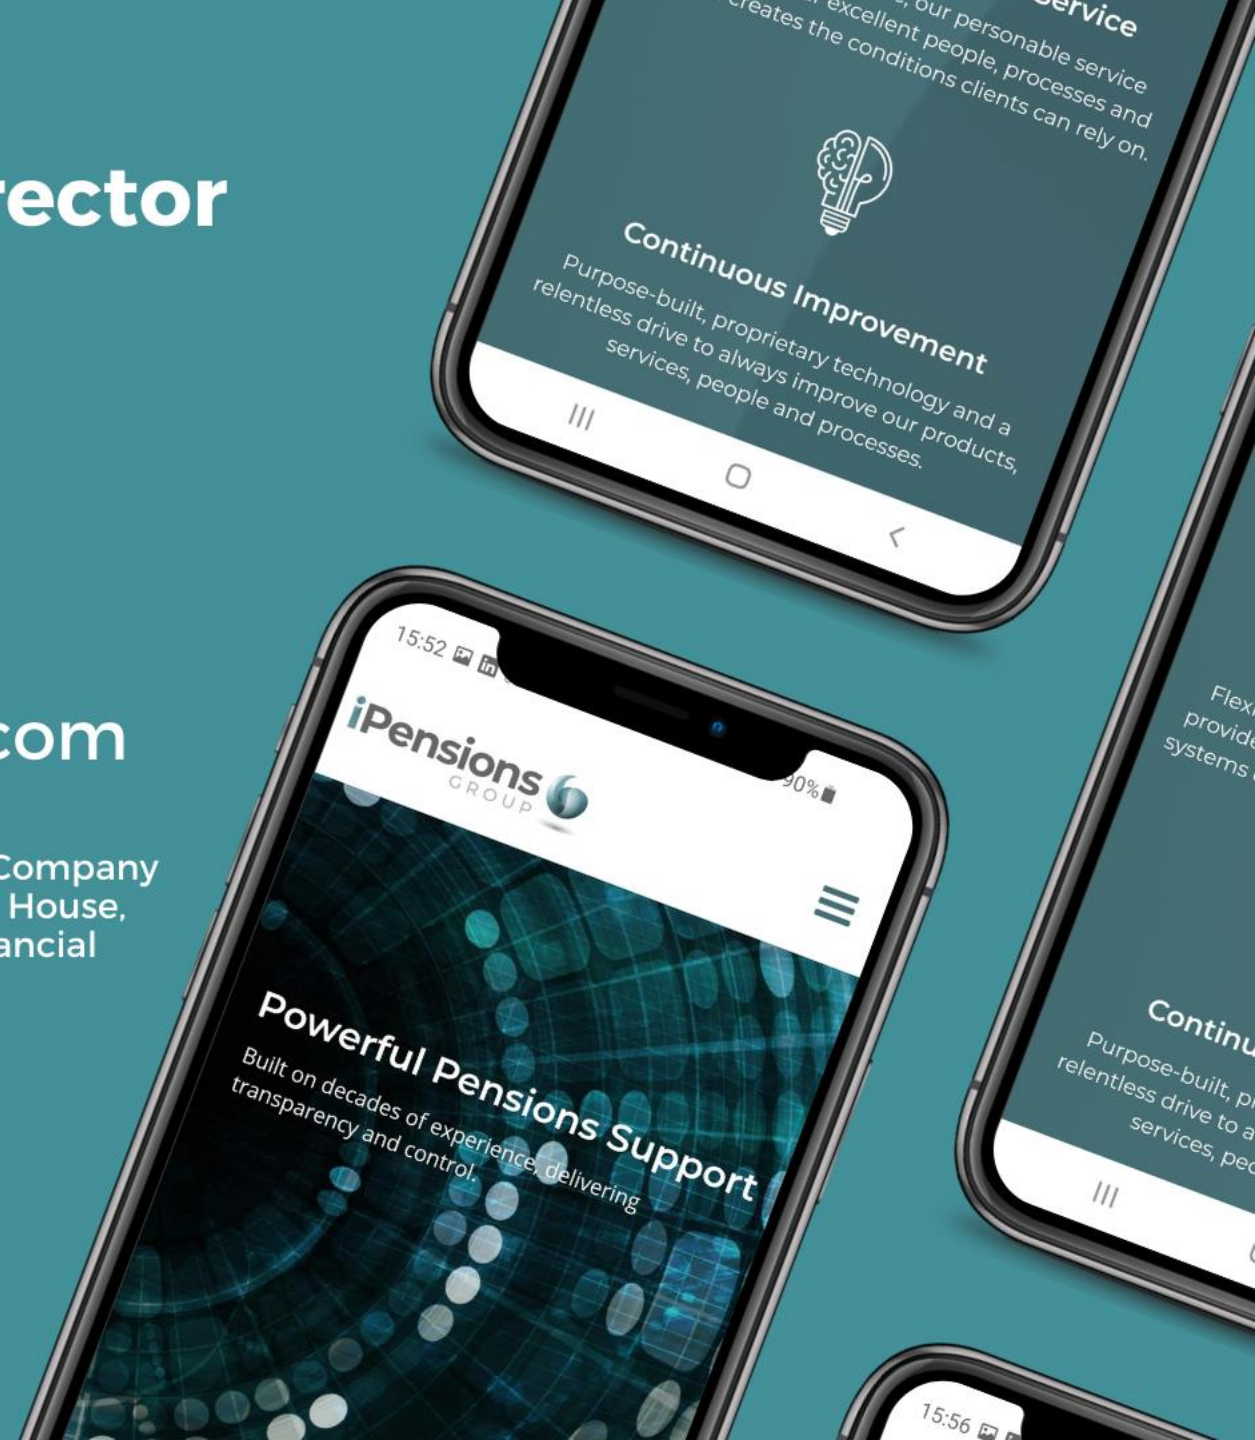 rector
com
Company
House,
ancial
ervice
our personable service
excellent people, processes and
creates the conditions clients can rely on.
Continuous Improvement
Purpose-built, proprietary technology and a
relentless drive to always improve our products,
services, people and processes.
15:52
in
90%
iPensions
GROUP
Powerful Pensions Support
Built on decades of experience, delivering
transparency and control.
Flexi
provide
systems
Continu
Purpose-built, p
relentless drive to a
services, peo
15:56